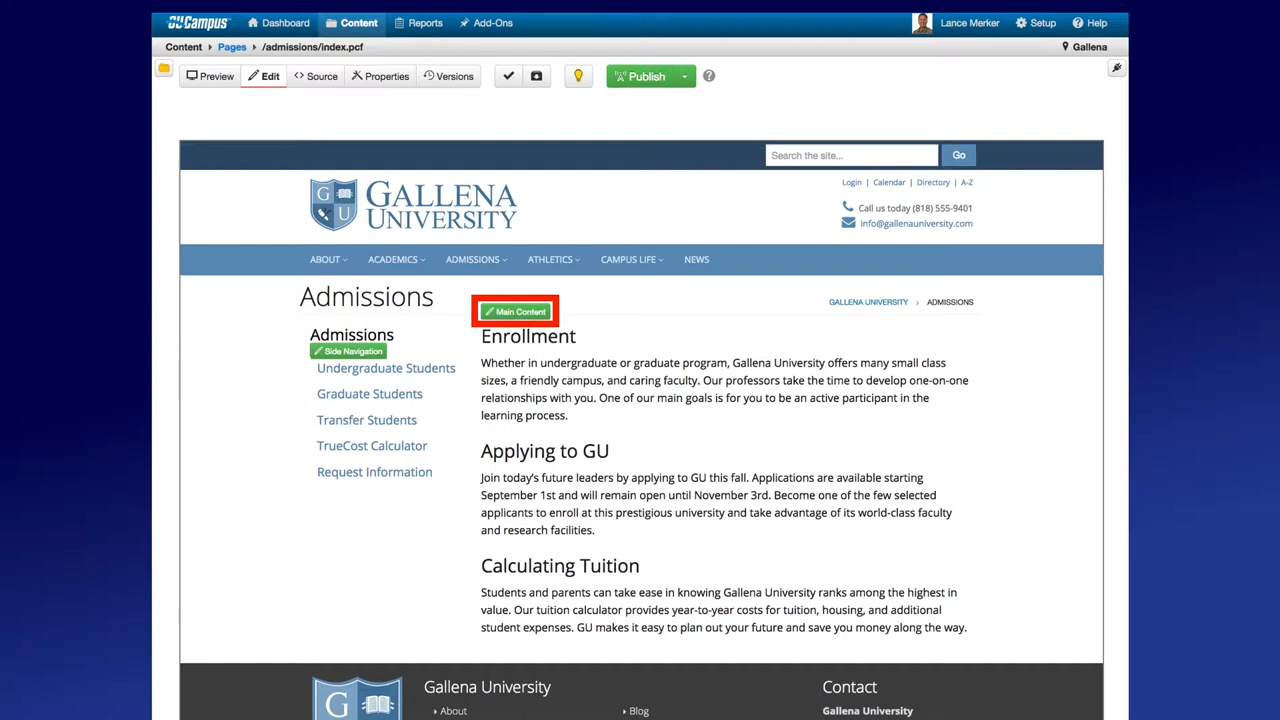 OU Campus
Dashboard
Content
Reports
Add-Ons
Lance Merker
Setup
Help
Content
Pages
/admissions/index.pcf
Gallena
Preview
Edit
Source
Properties
Versions
Publish
Search the site...
Go
Login | Calendar | Directory | A-Z
G
U
GALLENA
UNIVERSITY
Call us today (818) 555-9401
info@gallenauniversity.com
ABOUT
ACADEMICS
ADMISSIONS
ATHLETICS
CAMPUS LIFE
NEWS
Admissions
Main Content
GALLENA UNIVERSITY > ADMISSIONS
Admissions
Side Navigation
Undergraduate Students
Graduate Students
Transfer Students
TrueCost Calculator
Request Information
Enrollment
Whether in undergraduate or graduate program, Gallena University offers many small class
sizes, a friendly campus, and caring faculty. Our professors take the time to develop one-on-one
relationships with you. One of our main goals is for you to be an active participant in the
learning process.
Applying to GU
Join today's future leaders by applying to GU this fall. Applications are available starting
September 1st and will remain open until November 3rd. Become one of the few selected
applicants to enroll at this prestigious university and take advantage of its world-class faculty
and research facilities.
Calculating Tuition
Students and parents can take ease in knowing Gallena University ranks among the highest in
value. Our tuition calculator provides year-to-year costs for tuition, housing, and additional
student expenses. GU makes it easy to plan out your future and save you money along the way.
G
Gallena University
About
Blog
Contact
Gallena University